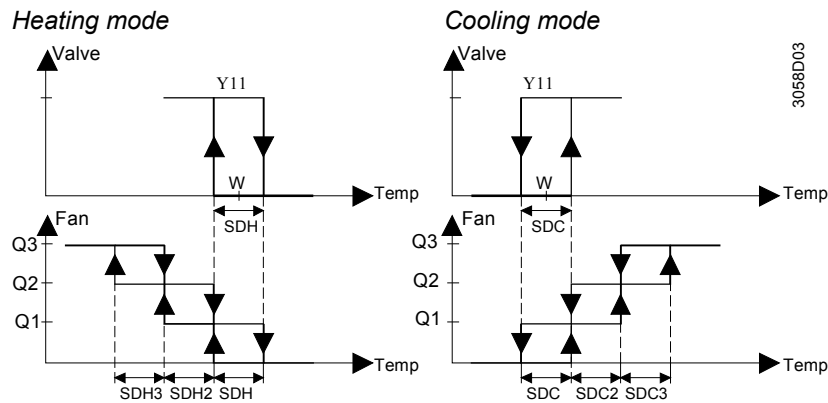 Heating mode
Cooling mode
3058D03
Valve
Y11
W
Temp
SDH
Valve
Y11
W
Temp
SDC
Fan
Q3
Q2
Q1
Temp
SDH3
SDH2
SDH
Fan
Q3
Q2
Q1
Temp
SDC
SDC2
SDC3